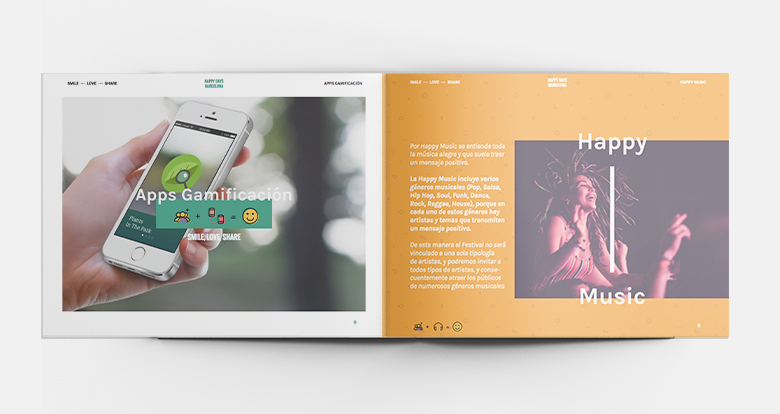 SMILE — LOVE — SHARE
HAPPY DAYS
BARCELONA
APPS GAMIFICACIÓN
Plants
In The Park
Apps Gamificación
+ =
SMILE, LOVE, SHARE
SMILE — LOVE — SHARE
HAPPY DAYS
BARCELONA
HAPPY MUSIC
Por Happy Music se entiende toda
la música alegre y que suele traer
un mensaje positivo.
La Happy Music incluye varios
géneros musicales (Pop, Salsa,
Hip Hop, Soul, Funk, Dance,
Rock, Reggae, House), porque en
cada uno de estos géneros hay
artistas y temas que transmiten
un mensaje positivo.
De esta manera el Festival no será
vinculado a una sola tipología
de artistas, y podremos invitar a
todos tipos de artistas, y conse-
cuentemente atraer los públicos
de numerosos géneros musicales
+ =
Happy
Music